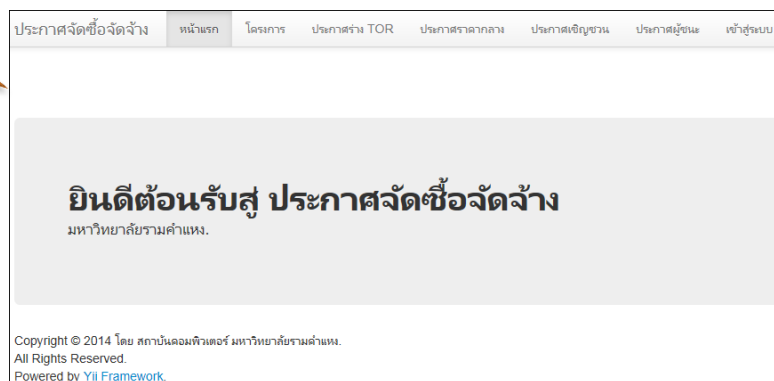 ประกาศจัดซื้อจัดจ้าง หน้าแรก โครงการ ประกาศร่าง TOR ประกาศราคากลาง ประกาศเชิญชวน ประกาศผู้ชนะ เข้าสู่ระบบ
ยินดีต้อนรับสู่ ประกาศจัดซื้อจัดจ้าง
มหาวิทยาลัยรามคำแหง.
Copyright © 2014 โดย สถาบันคอมพิวเตอร์ มหาวิทยาลัยรามคำแหง.
All Rights Reserved.
Powered by Yii Framework.